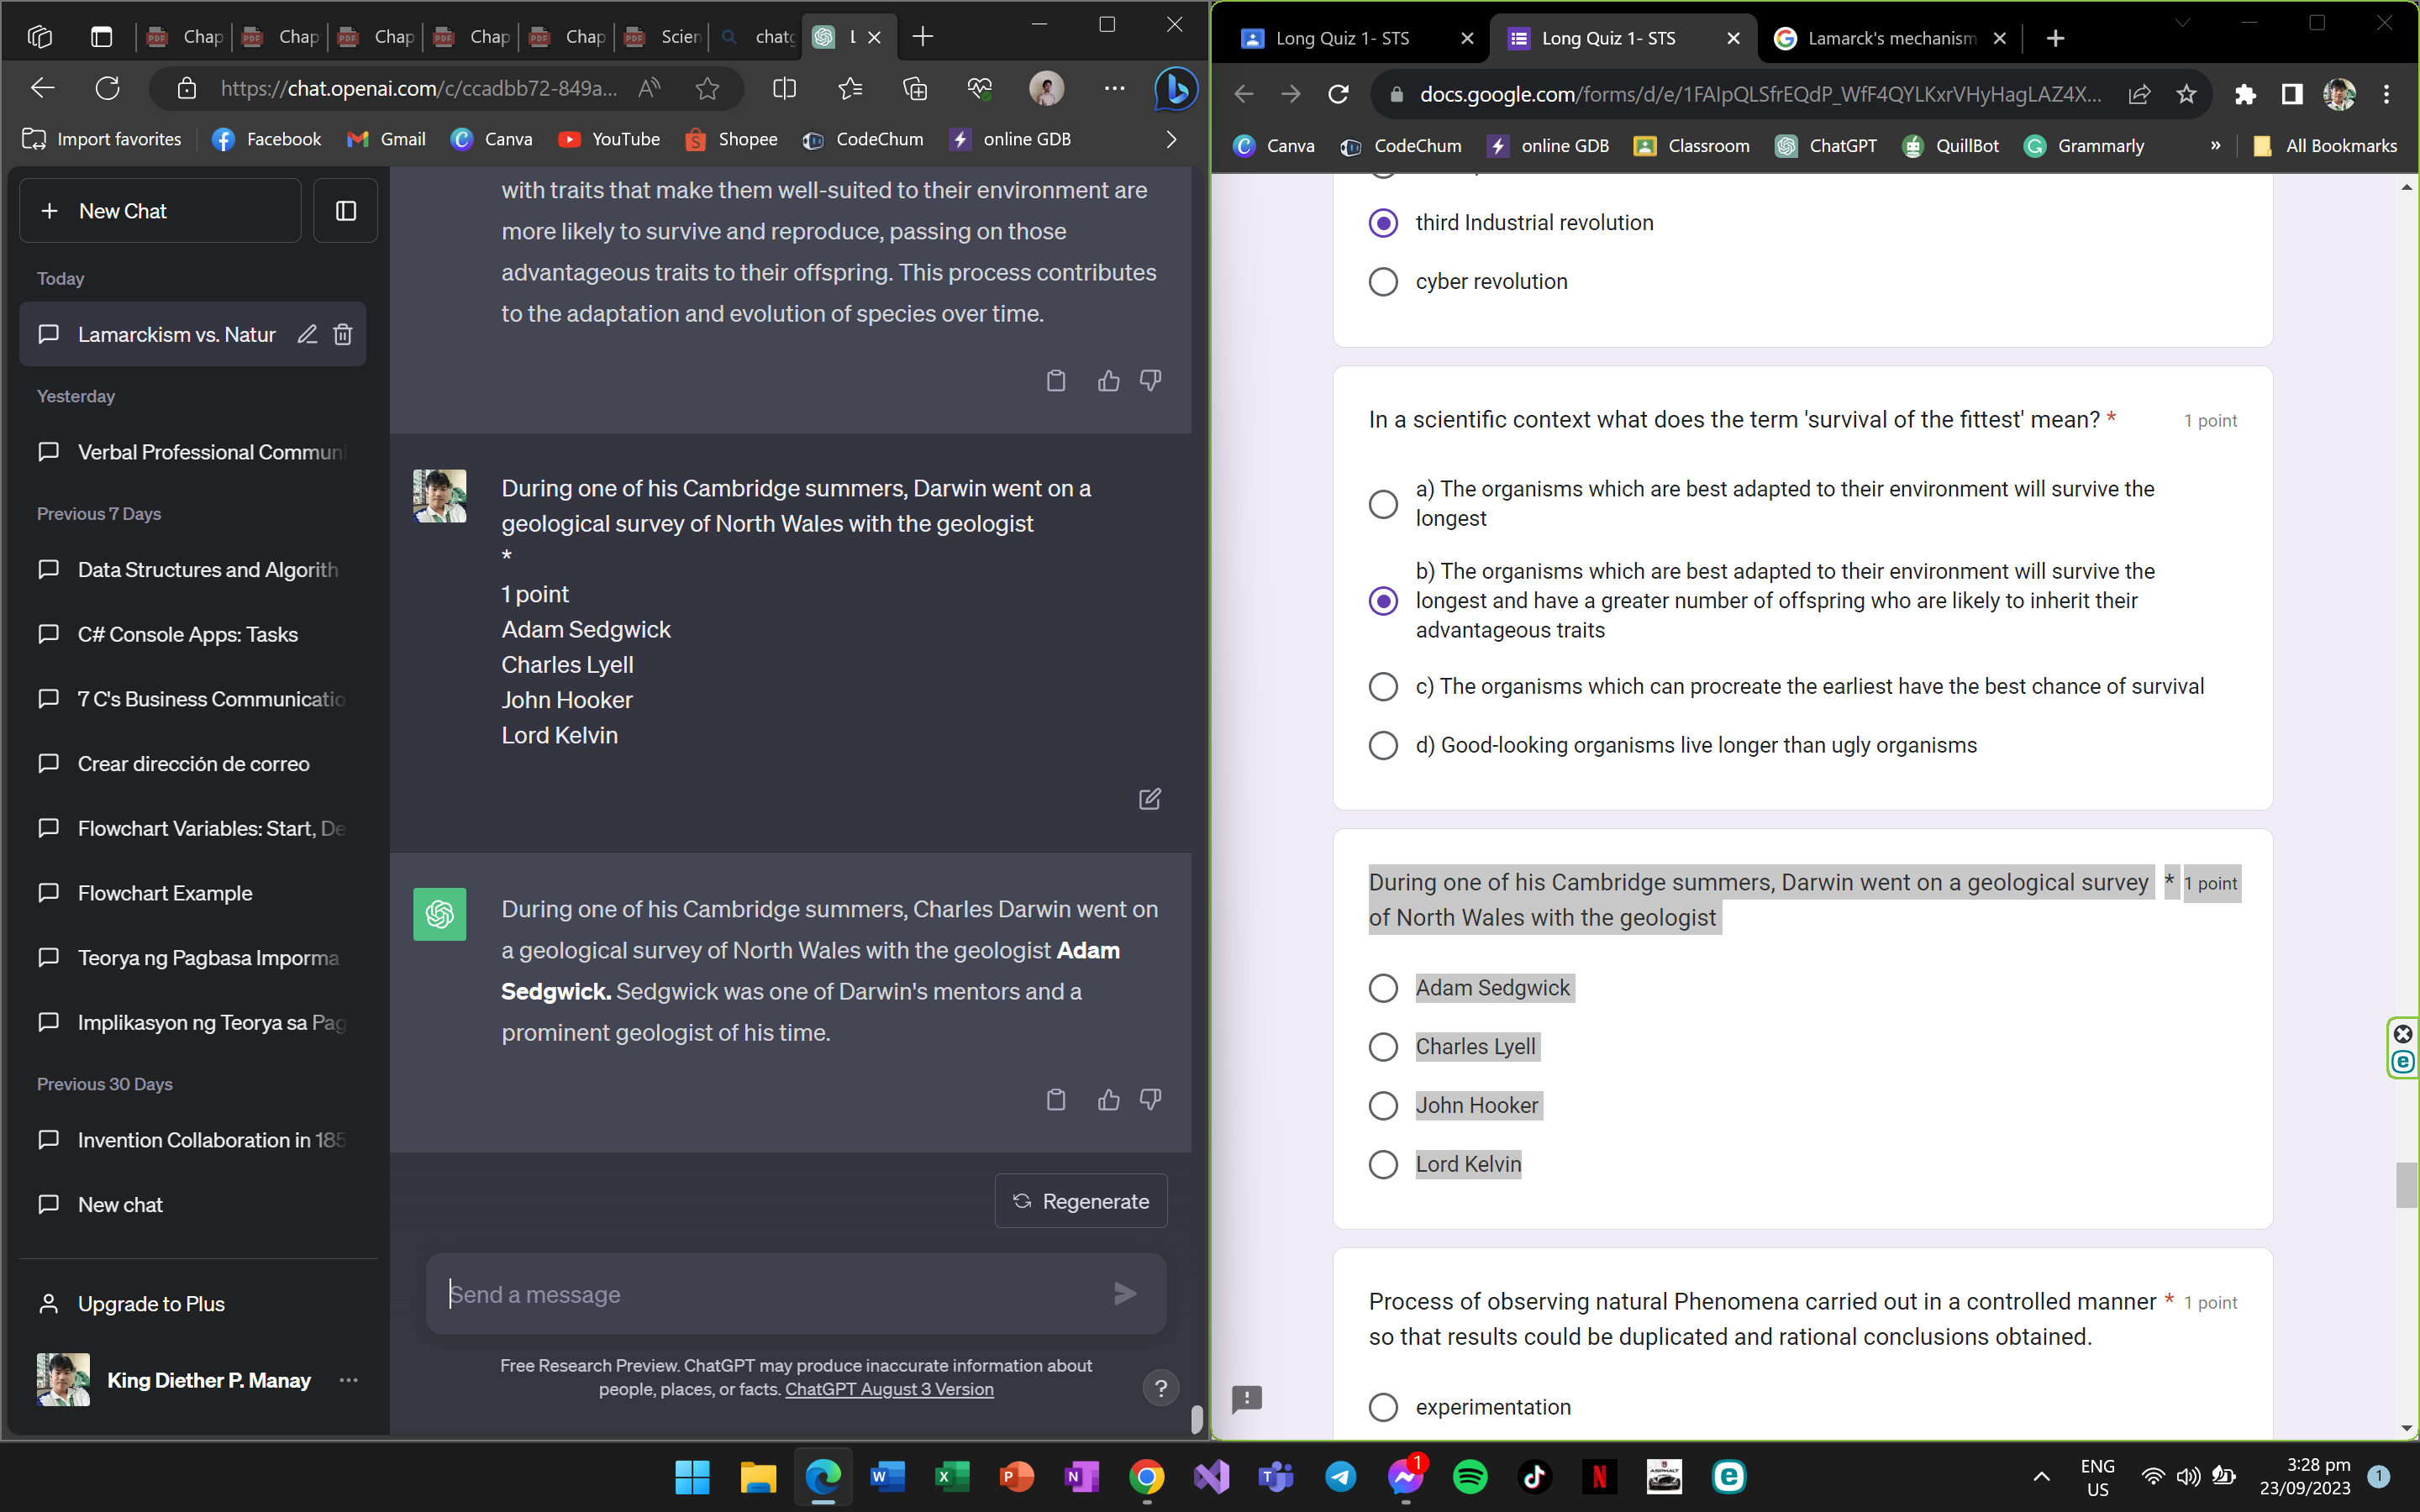 Chap
Chap
Chap
Chap
Chap
Scien
chatg
L
https://chat.openai.com/c/ccadbb72-849a...
Import favorites
Facebook
Gmail
Canva
YouTube
Shopee
CodeChum
online GDB
New Chat
Today
Lamarckism vs. Natur
Yesterday
Verbal Professional Communi
Previous 7 Days
Data Structures and Algorith
C# Console Apps: Tasks
7 C's Business Communicatio
Crear dirección de correo
Flowchart Variables: Start, De
Flowchart Example
Teorya ng Pagbasa Imporma
Implikasyon ng Teorya sa Pag
Previous 30 Days
Invention Collaboration in 185
New chat
Upgrade to Plus
King Diether P. Manay
with traits that make them well-suited to their environment are
more likely to survive and reproduce, passing on those
advantageous traits to their offspring. This process contributes
to the adaptation and evolution of species over time.
During one of his Cambridge summers, Darwin went on a
geological survey of North Wales with the geologist
*
1 point
Adam Sedgwick
Charles Lyell
John Hooker
Lord Kelvin
During one of his Cambridge summers, Charles Darwin went on
a geological survey of North Wales with the geologist Adam
Sedgwick. Sedgwick was one of Darwin's mentors and a
prominent geologist of his time.
Regenerate
Send a message
Free Research Preview. ChatGPT may produce inaccurate information about
people, places, or facts. ChatGPT August 3 Version
?
Long Quiz 1- STS
Long Quiz 1- STS
Lamarck's mechanism
docs.google.com/forms/d/e/1FAIpQLSfrEQdP_WfF4QYLKxrVHyHagLAZ4X...
Canva
CodeChum
online GDB
Classroom
ChatGPT
QuillBot
Grammarly
»
All Bookmarks
third Industrial revolution
cyber revolution
In a scientific context what does the term 'survival of the fittest' mean? *
1 point
a) The organisms which are best adapted to their environment will survive the
longest
b) The organisms which are best adapted to their environment will survive the
longest and have a greater number of offspring who are likely to inherit their
advantageous traits
c) The organisms which can procreate the earliest have the best chance of survival
d) Good-looking organisms live longer than ugly organisms
During one of his Cambridge summers, Darwin went on a geological survey * 1 point
of North Wales with the geologist
Adam Sedgwick
Charles Lyell
John Hooker
Lord Kelvin
Process of observing natural Phenomena carried out in a controlled manner * 1 point
so that results could be duplicated and rational conclusions obtained.
experimentation
1
ENG
US
3:28 pm
23/09/2023
1